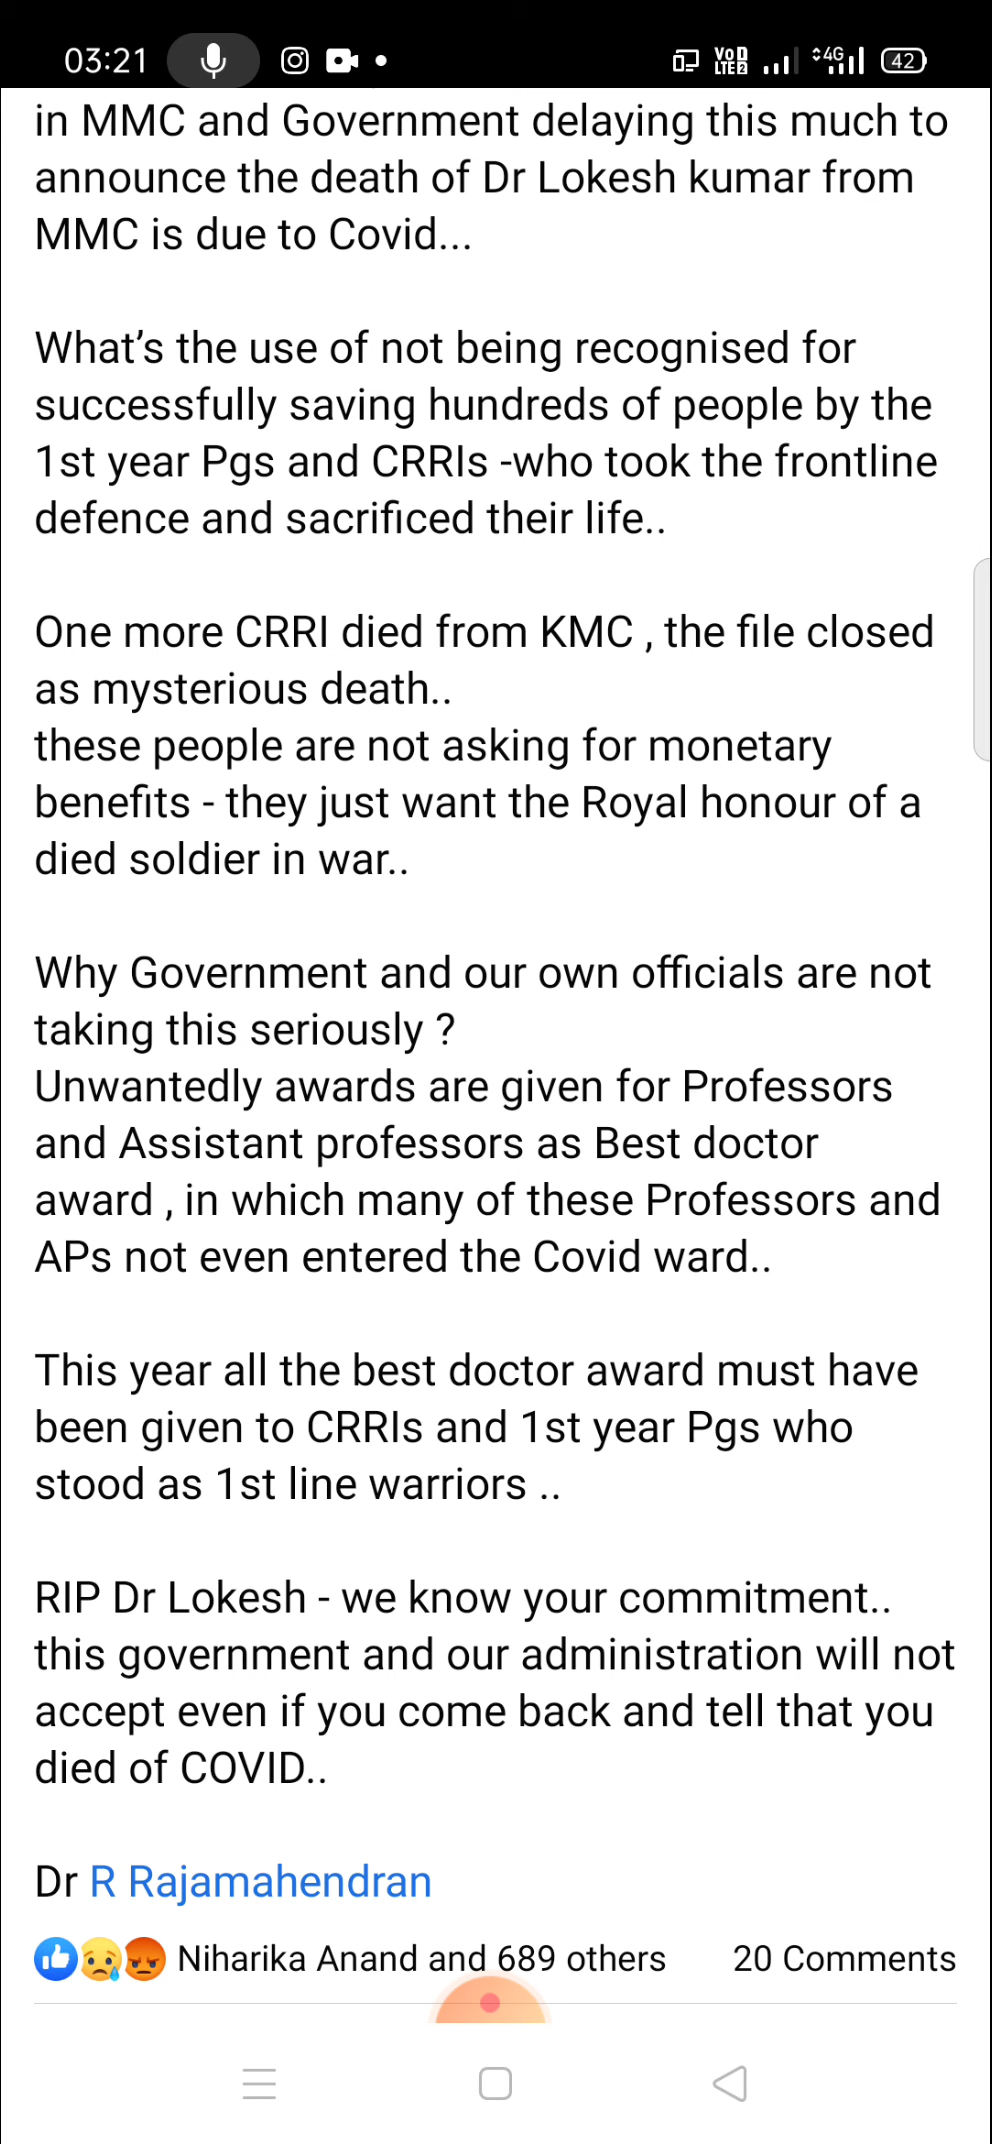 03:21 VoD LTE2 4G 42
in MMC and Government delaying this much to
announce the death of Dr Lokesh kumar from
MMC is due to Covid...
What's the use of not being recognised for
successfully saving hundreds of people by the
1st year Pgs and CRRIs -who took the frontline
defence and sacrificed their life..
One more CRRI died from KMC , the file closed
as mysterious death..
these people are not asking for monetary
benefits - they just want the Royal honour of a
died soldier in war..
Why Government and our own officials are not
taking this seriously ?
Unwantedly awards are given for Professors
and Assistant professors as Best doctor
award , in which many of these Professors and
APs not even entered the Covid ward..
This year all the best doctor award must have
been given to CRRIs and 1st year Pgs who
stood as 1st line warriors ..
RIP Dr Lokesh - we know your commitment..
this government and our administration will not
accept even if you come back and tell that you
died of COVID..
Dr R Rajamahendran
Niharika Anand and 689 others 20 Comments